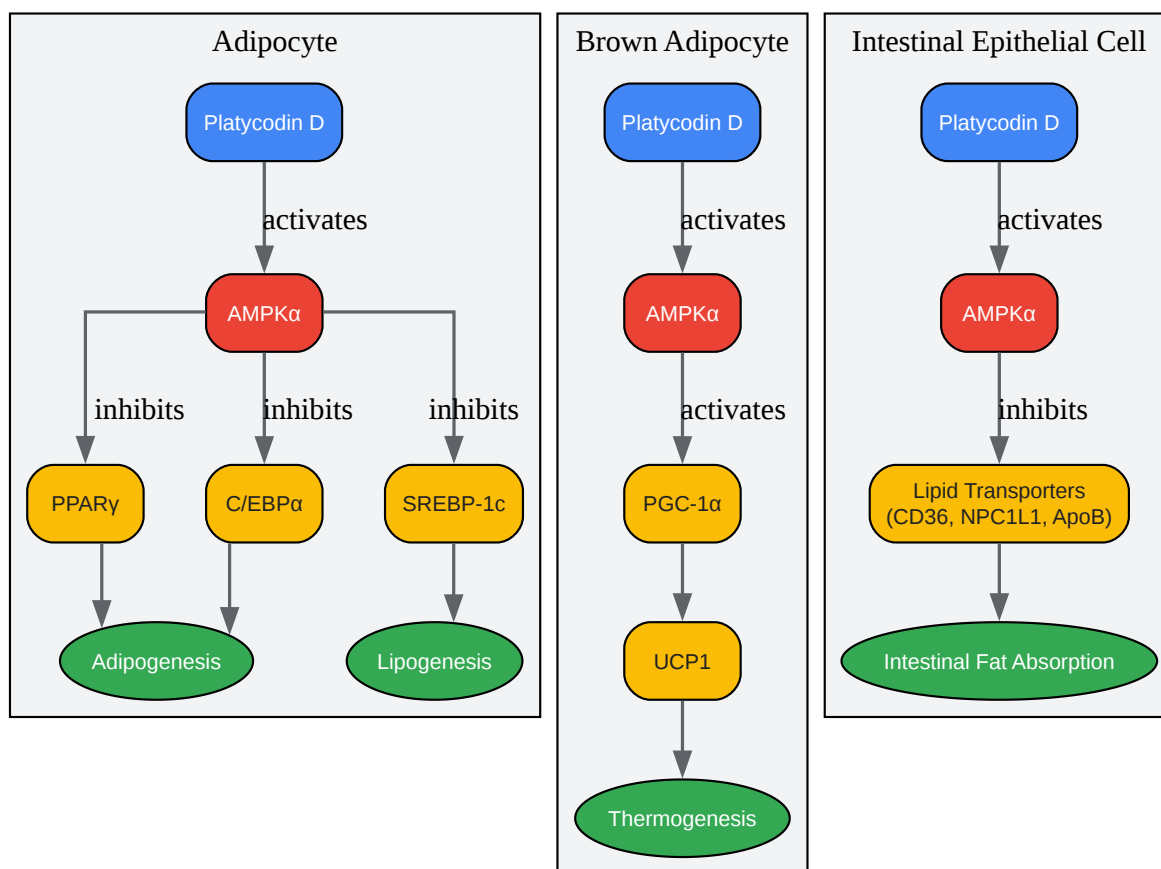 Adipocyte
Platycodin D
activates
AMPKα
inhibits
inhibits
inhibits
PPARγ
C/EBPα
SREBP-1c
Adipogenesis
Lipogenesis
Brown Adipocyte
Platycodin D
activates
AMPKα
activates
PGC-1α
UCP1
Thermogenesis
Intestinal Epithelial Cell
Platycodin D
activates
AMPKα
inhibits
Lipid Transporters
(CD36, NPC1L1, ApoB)
Intestinal Fat Absorption